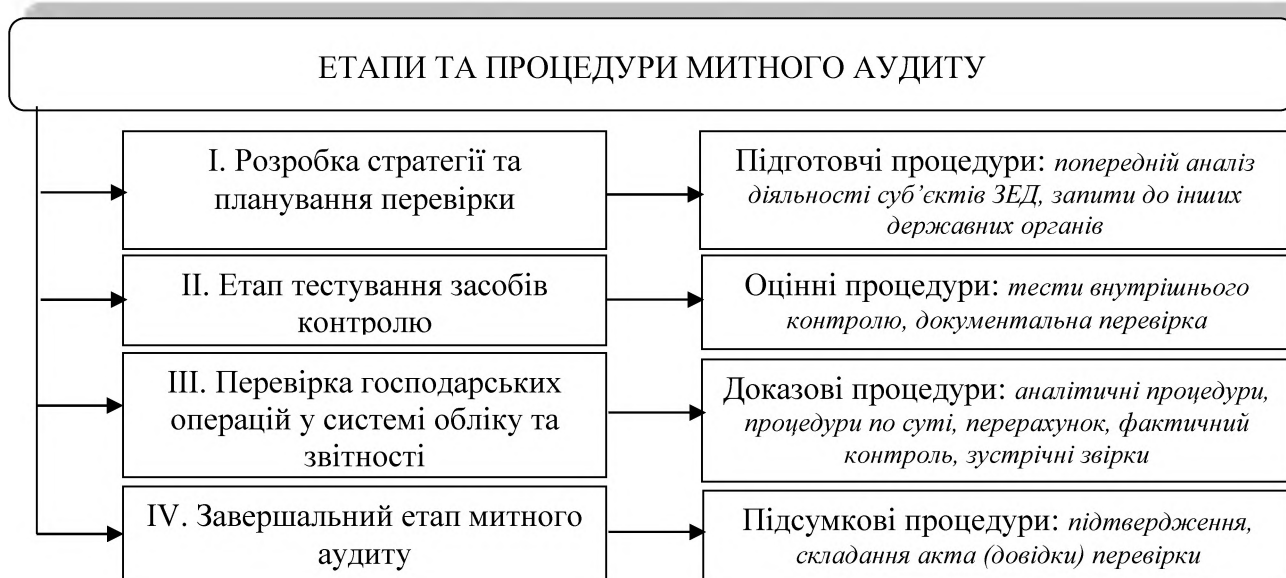 ЕТАПИ ТА ПРОЦЕДУРИ МИТНОГО АУДИТУ
І. Розробка стратегії та
планування перевірки
Підготовчі процедури: попередній аналіз
діяльності суб’єктів ЗЕД, запити до інших
державних органів
ІІ. Етап тестування засобів
контролю
Оцінні процедури: тести внутрішнього
контролю, документальна перевірка
ІІІ. Перевірка господарських
операцій у системі обліку та
звітності
Доказові процедури: аналітичні процедури,
процедури по суті, перерахунок, фактичний
контроль, зустрічні звірки
IV. Завершальний етап митного
аудиту
Підсумкові процедури: підтвердження,
складання акта (довідки) перевірки